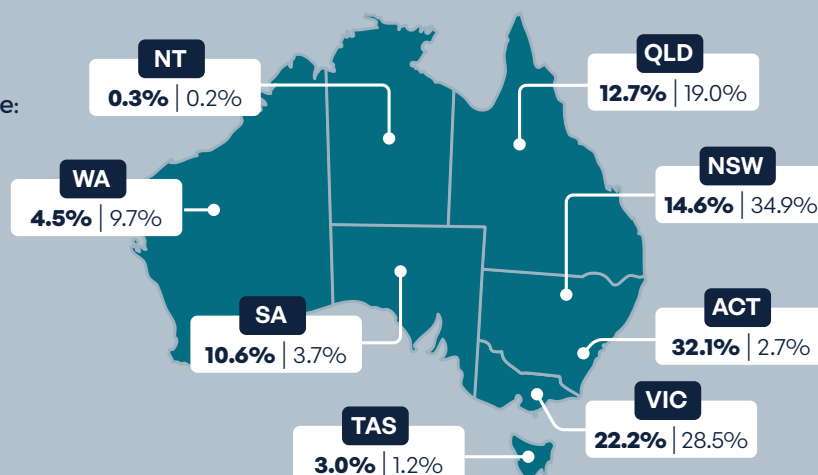 NT
0.3% | 0.2%
QLD
12.7% | 19.0%
e:
WA
4.5% | 9.7%
NSW
14.6% | 34.9%
SA
10.6% | 3.7%
ACT
32.1% | 2.7%
VIC
22.2% | 28.5%
TAS
3.0% | 1.2%